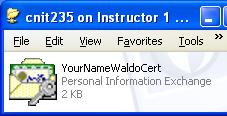 cnit235 on Instructor 1 ...
File Edit View Favorites Tools »
YourNameWaldoCert
Personal Information Exchange
2 KB